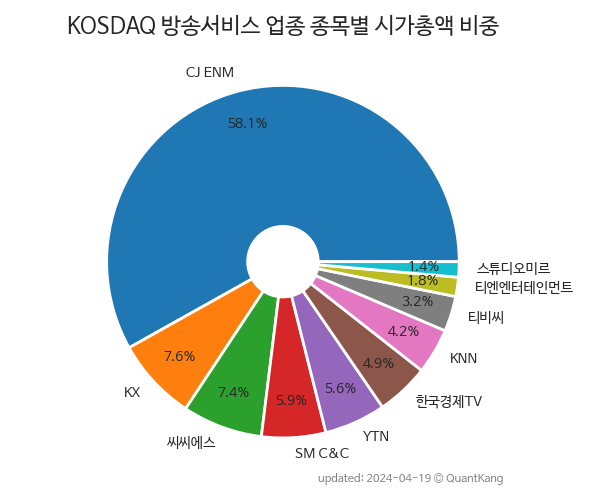 KOSDAQ 방송서비스 업종 종목별 시가총액 비중
CJ ENM
58.1%
1.4%
스튜디오미르
1.8%
티엔엔터테인먼트
3.2%
티비씨
4.2%
KNN
4.9%
한국경제TV
5.6%
YTN
5.9%
SM C&C
7.4%
씨씨에스
7.6%
KX
updated: 2024-04-19 © QuantKang